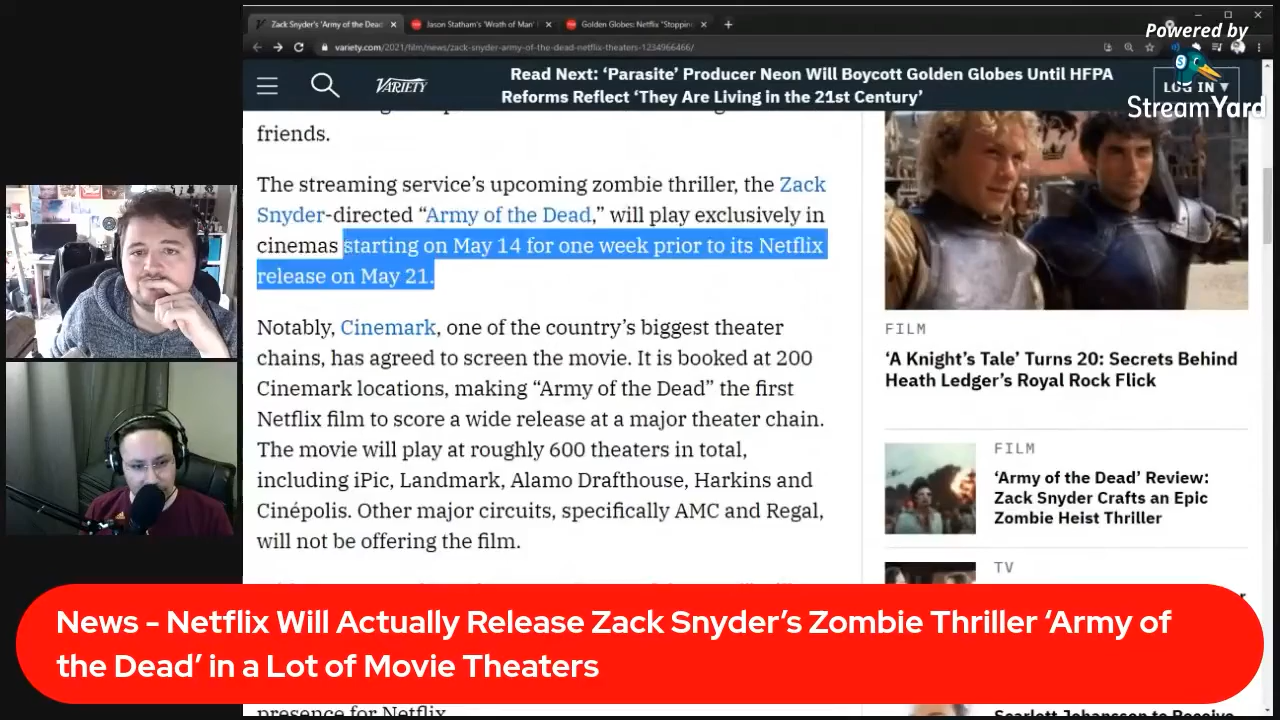 Zack Snyder's 'Army of the Dead
Jason Statham's 'Wrath of Man'
Golden Globes: Netflix "Stoppin
variety.com/2021/film/news/zack-snyder-army-of-the-dead-netflix-theaters-1234966466/
Powered by
StreamYard
VARIETY
Read Next: ‘Parasite’ Producer Neon Will Boycott Golden Globes Until HFPA
Reforms Reflect ‘They Are Living in the 21st Century’
LOG IN
friends.
The streaming service’s upcoming zombie thriller, the Zack
Snyder-directed “Army of the Dead,” will play exclusively in
cinemas starting on May 14 for one week prior to its Netflix
release on May 21.
Notably, Cinemark, one of the country’s biggest theater
chains, has agreed to screen the movie. It is booked at 200
Cinemark locations, making “Army of the Dead” the first
Netflix film to score a wide release at a major theater chain.
The movie will play at roughly 600 theaters in total,
including iPic, Landmark, Alamo Drafthouse, Harkins and
Cinépolis. Other major circuits, specifically AMC and Regal,
will not be offering the film.
presence for Netflix.
FILM
‘A Knight’s Tale’ Turns 20: Secrets Behind
Heath Ledger’s Royal Rock Flick
FILM
‘Army of the Dead’ Review:
Zack Snyder Crafts an Epic
Zombie Heist Thriller
TV
Scarlett Johansson to Receive
News - Netflix Will Actually Release Zack Snyder’s Zombie Thriller ‘Army of
the Dead’ in a Lot of Movie Theaters